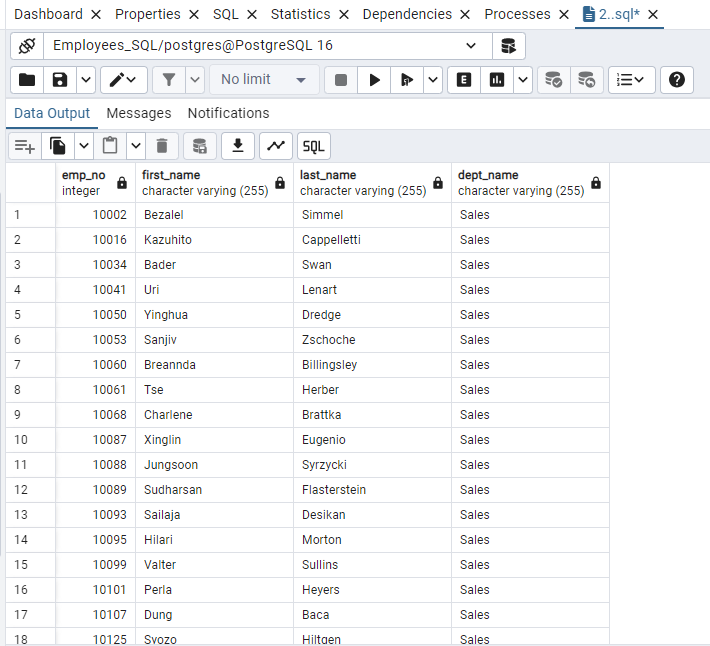 Dashboard Properties SQL Statistics Dependencies Dependents Processes 2..sql*
Employees_SQL/postgres@PostgreSQL 16
No limit E
Data Output Messages Notifications
SQL
emp_no first_name last_name dept_name
integer character varying (255) character varying (255) character varying (255)
1 10002 Bezalel Simmel Sales
2 10016 Kazuhito Cappelletti Sales
3 10034 Bader Swan Sales
4 10041 Uri Lenart Sales
5 10050 Yinghua Dredge Sales
6 10053 Sanjiv Zschoche Sales
7 10060 Breannda Billingsley Sales
8 10061 Tse Herber Sales
9 10068 Charlene Brattka Sales
10 10087 Xinglin Eugenio Sales
11 10088 Jungsoon Syrzycki Sales
12 10089 Sudharsan Flasterstein Sales
13 10093 Sailaja Desikan Sales
14 10095 Hilari Morton Sales
15 10099 Valter Sullins Sales
16 10101 Perla Heyers Sales
17 10107 Dung Baca Sales
18 10125 Syozo Hiltgen Sales